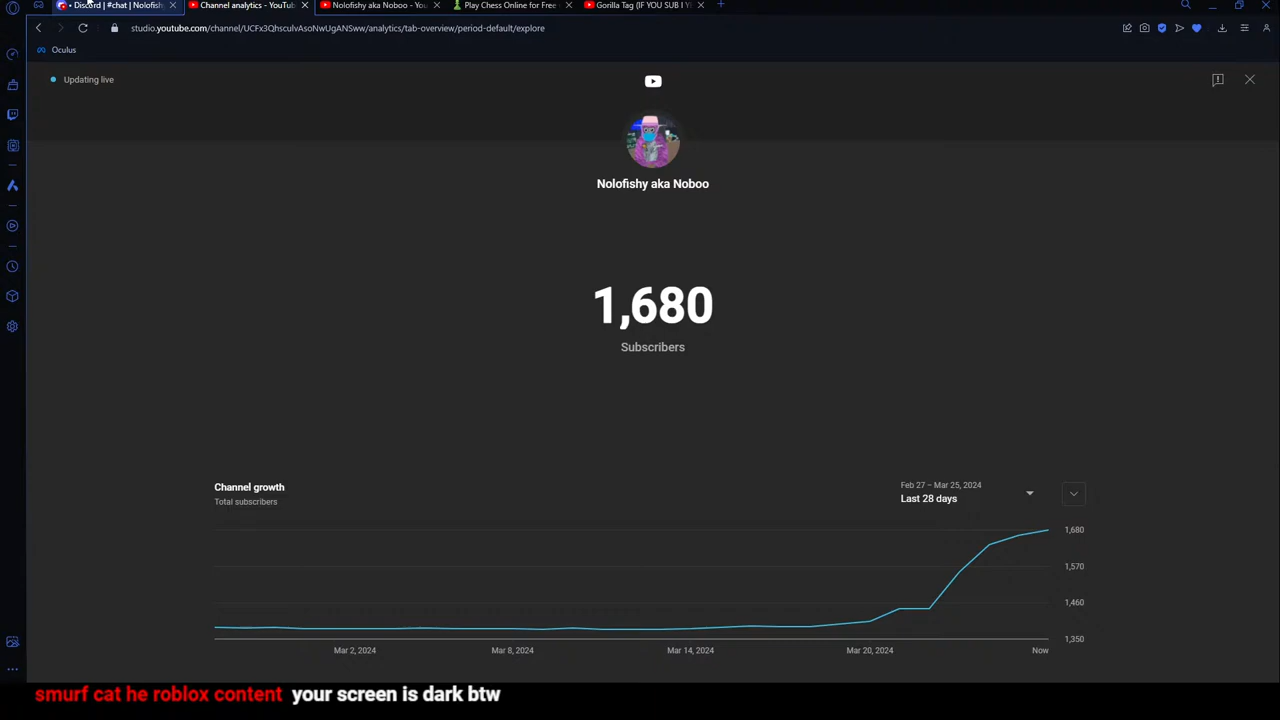 Discord | #chat | Nolofishy
Channel analytics - YouTube
Nolofishy aka Noboo - You
Play Chess Online for Free
Gorilla Tag (IF YOU SUB I Y
studio.youtube.com/channel/UCFx3QhsculvAsoNwUgANSww/analytics/tab-overview/period-default/explore
Oculus
Updating live
Nolofishy aka Noboo
1,680
Subscribers
Channel growth
Total subscribers
Feb 27 – Mar 25, 2024
Last 28 days
1,680
1,570
1,460
1,350
Mar 2, 2024
Mar 8, 2024
Mar 14, 2024
Mar 20, 2024
Now
smurf cat he roblox content your screen is dark btw